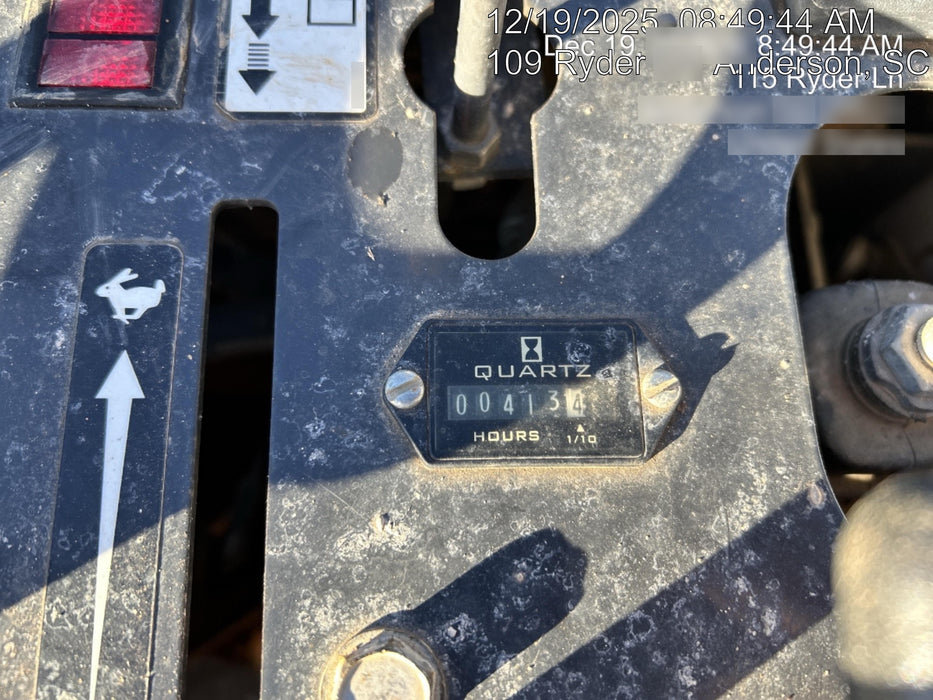 12/19/2025 08:49:44 AM
Dec 19 8:49:44 AM
109 Ryder Anderson, SC
115 Ryder Ln
QUARTZ
004134
HOURS 1/10